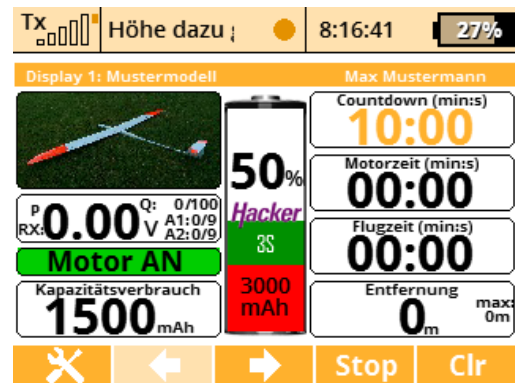 Tx Höhe dazu 8:16:41 27%
Display 1: Mustermodell Max Mustermann
P
RX: 0.00 V
Q: 0/100
A1: 0/9
A2: 0/9
Motor AN
Kapazitätsverbrauch
1500 mAh
50%
Hacker
3S
3000
mAh
Countdown (min:s)
10:00
Motorzeit (min:s)
00:00
Flugzeit (min:s)
00:00
Entfernung
0m
max:
0m
Stop Clr